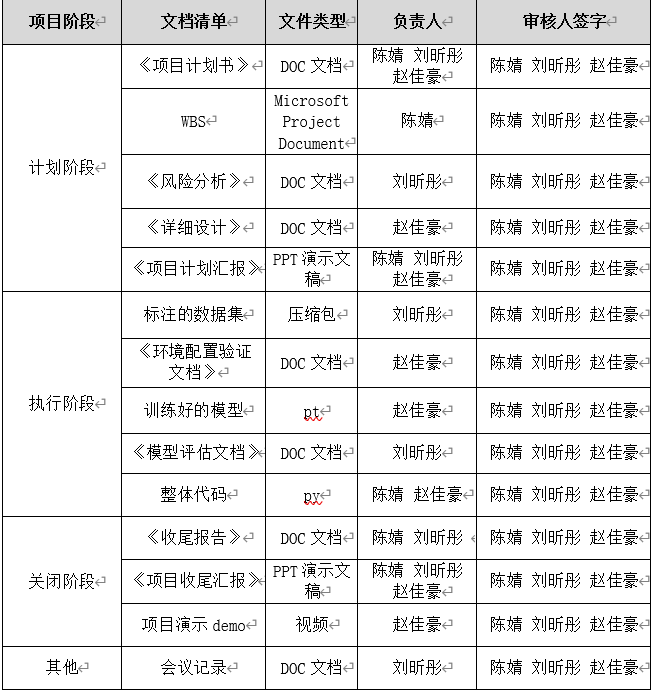 项目阶段 文档清单 文件类型 负责人 审核人签字
计划阶段
《项目计划书》 DOC 文档 陈婧 刘昕彤 赵佳豪 陈婧 刘昕彤 赵佳豪
WBS Microsoft Project Document 陈婧 陈婧 刘昕彤 赵佳豪
《风险分析》 DOC 文档 刘昕彤 陈婧 刘昕彤 赵佳豪
《详细设计》 DOC 文档 赵佳豪 陈婧 刘昕彤 赵佳豪
《项目计划汇报》 PPT 演示文稿 陈婧 刘昕彤 赵佳豪 陈婧 刘昕彤 赵佳豪
执行阶段
标注的数据集 压缩包 刘昕彤 陈婧 刘昕彤 赵佳豪
《环境配置验证文档》 DOC 文档 赵佳豪 陈婧 刘昕彤 赵佳豪
训练好的模型 pt 赵佳豪 陈婧 刘昕彤 赵佳豪
《模型评估文档》 DOC 文档 刘昕彤 陈婧 刘昕彤 赵佳豪
整体代码 py 陈婧 赵佳豪 陈婧 刘昕彤 赵佳豪
关闭阶段
《收尾报告》 DOC 文档 陈婧 刘昕彤 陈婧 刘昕彤 赵佳豪
《项目收尾汇报》 PPT 演示文稿 陈婧 刘昕彤 赵佳豪 陈婧 刘昕彤 赵佳豪
项目演示 demo 视频 赵佳豪 陈婧 刘昕彤 赵佳豪
其他 会议记录 DOC 文档 刘昕彤 陈婧 刘昕彤 赵佳豪